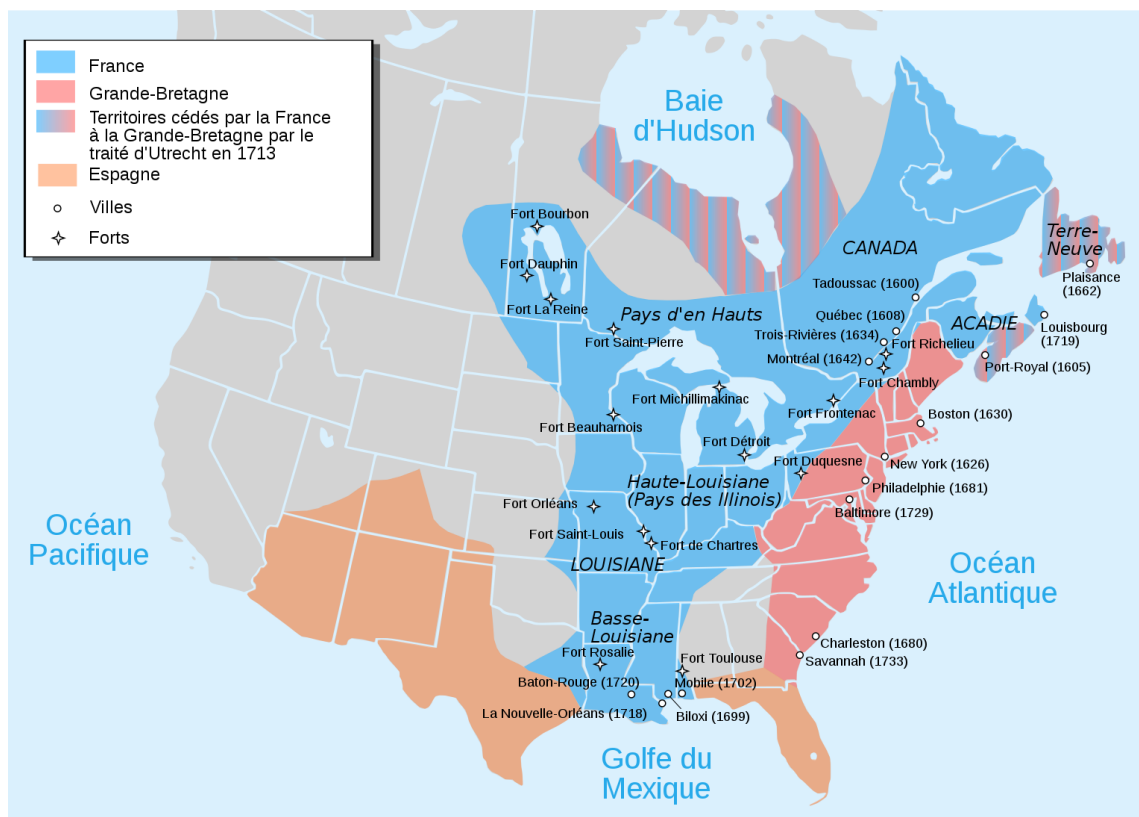 France
Grande-Bretagne
Territoires cédés par la France
à la Grande-Bretagne par le
traité d'Utrecht en 1713
Espagne
Villes
Forts
Baie
d'Hudson
Fort Bourbon
Fort Dauphin
Fort La Reine
CANADA
Terre-
Neuve
Plaisance
(1662)
Tadoussac (1600)
Pays d'en Hauts
Québec (1608)
ACADIE
Louisbourg
(1719)
Trois-Rivières (1634)
Fort Richelieu
Fort Saint-Pierre
Montréal (1642)
Port-Royal (1605)
Fort Chambly
Fort Michillimakinac
Fort Frontenac
Boston (1630)
Fort Beauharnois
Fort Détroit
Fort Duquesne
New York (1626)
Haute-Louisiane
(Pays des Illinois)
Philadelphie (1681)
Fort Orléans
Baltimore (1729)
Océan
Pacifique
Fort Saint-Louis
Fort de Chartres
LOUISIANE
Océan
Atlantique
Basse-
Louisiane
Charleston (1680)
Fort Rosalie
Fort Toulouse
Savannah (1733)
Baton-Rouge (1720)
Mobile (1702)
La Nouvelle-Orléans (1718)
Biloxi (1699)
Golfe du
Mexique